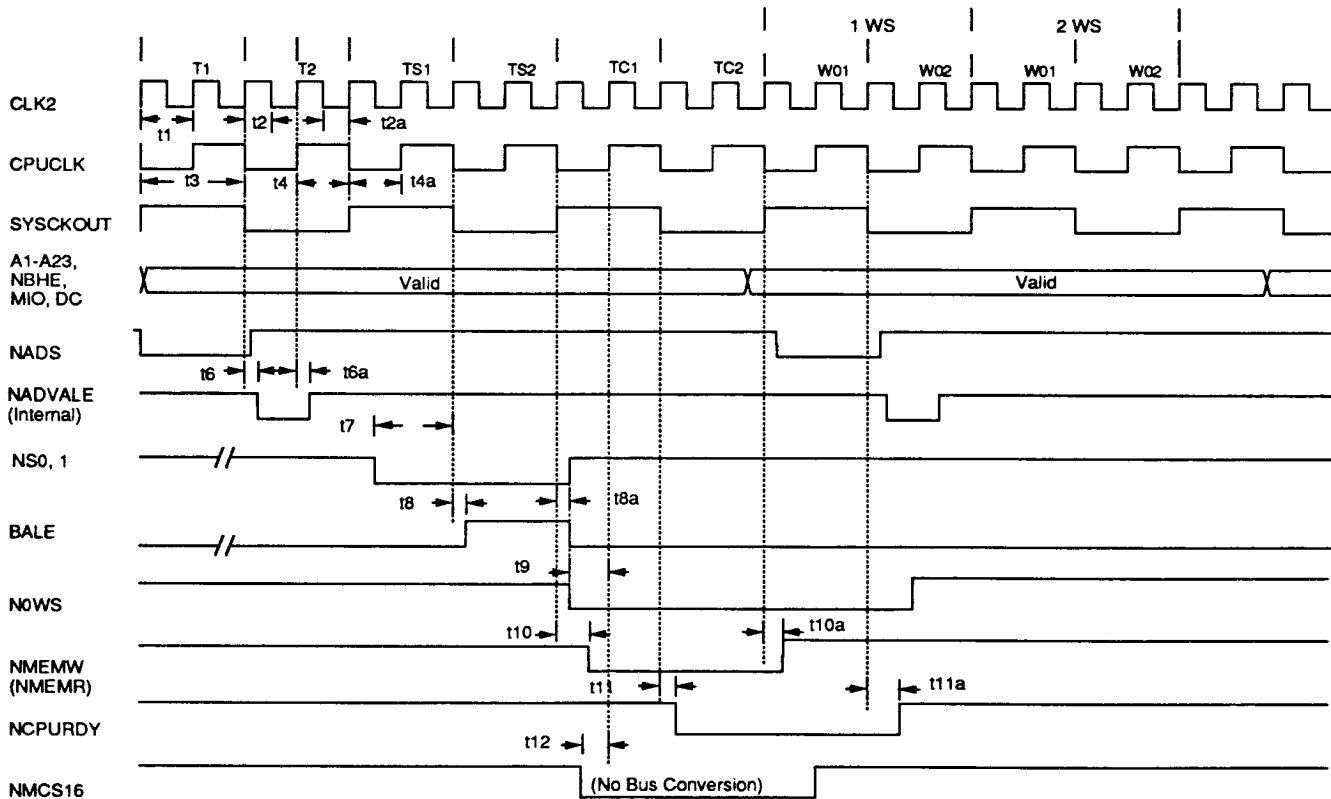 1 WS
2 WS
T1
T2
TS1
TS2
TC1
TC2
W01
W02
W01
W02
CLK2
t1
t2
t2a
CPUCLK
t3
t4
t4a
SYSCKOUT
A1-A23,
NBHE,
MIO, DC
Valid
Valid
NADS
t6
t6a
NADVALE
(Internal)
t7
NS0, 1
t8
t8a
BALE
t9
N0WS
t10
t10a
NMEMW
(NMEMR)
t11
t11a
NCPURDY
t12
NMCS16
(No Bus Conversion)